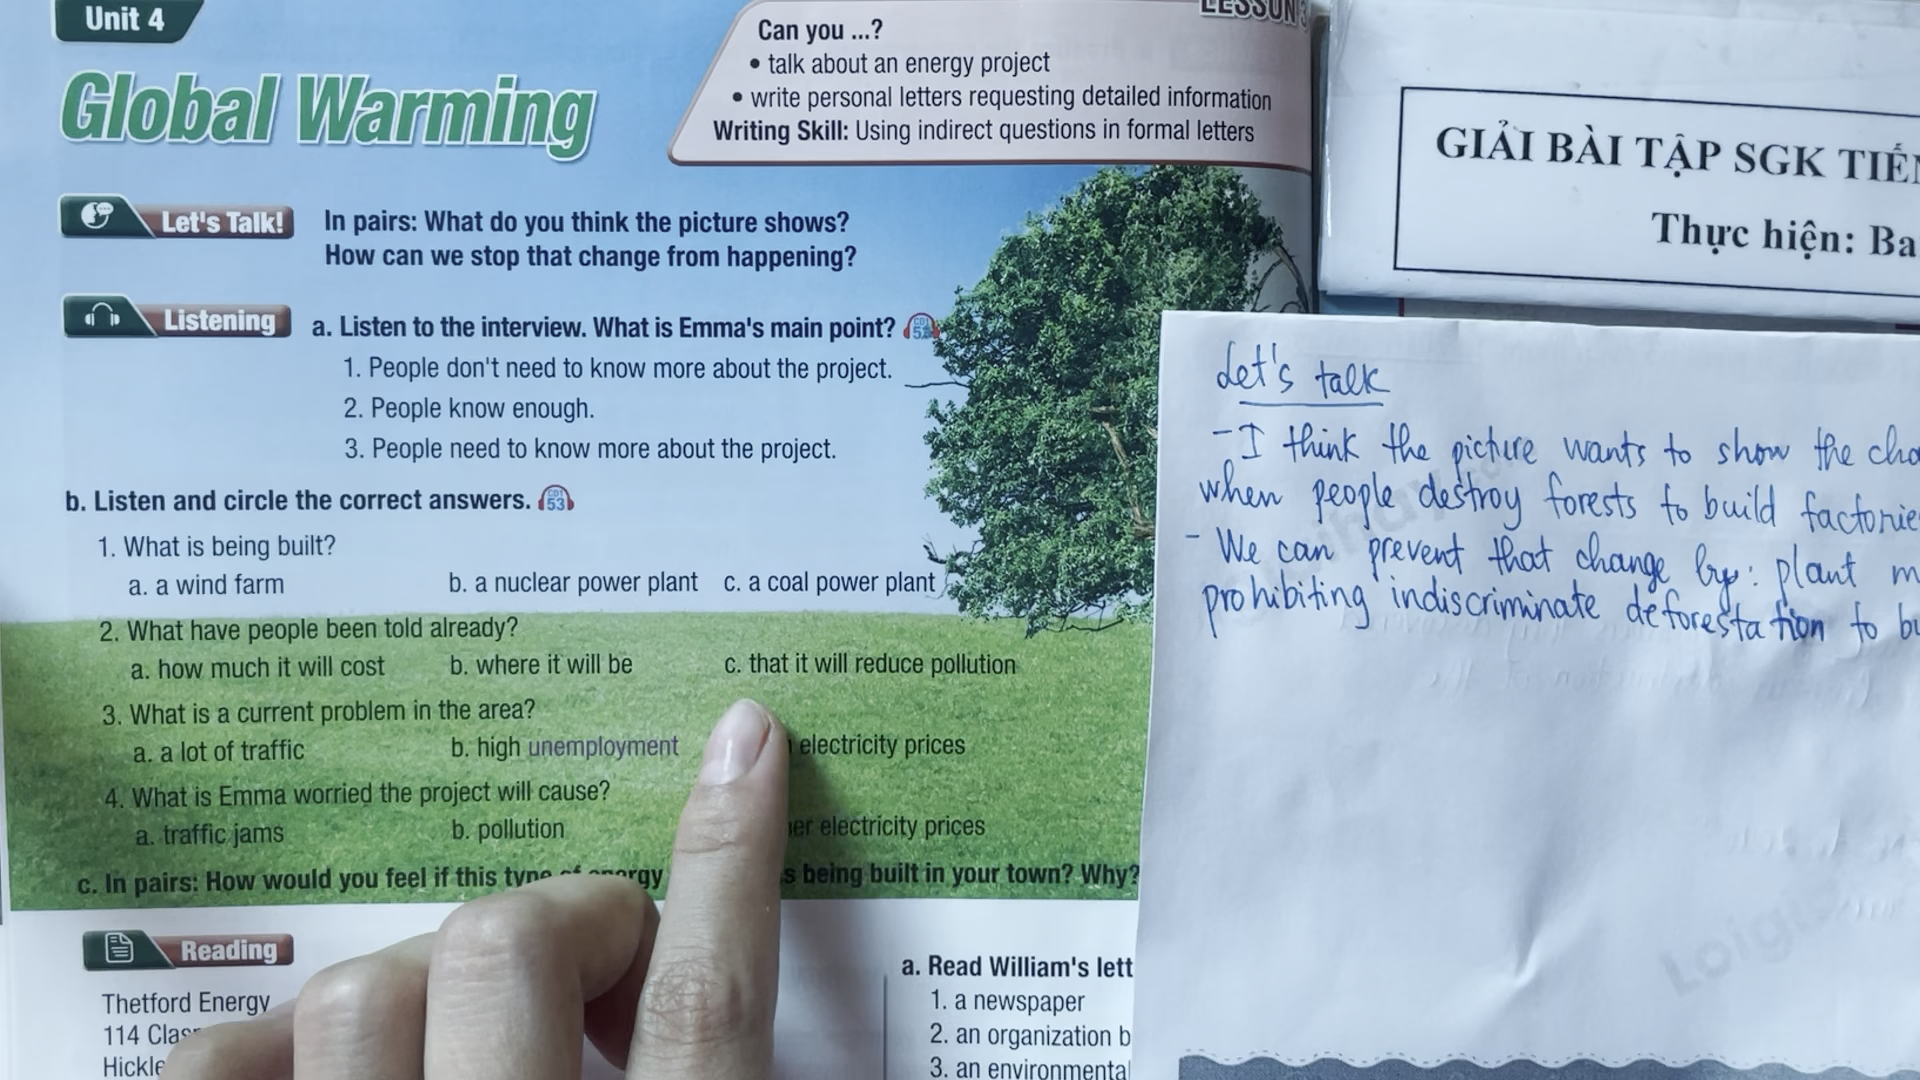 Unit 4
Global Warming
LESSON 3
Can you ...?
• talk about an energy project
• write personal letters requesting detailed information
Writing Skill: Using indirect questions in formal letters
Let's Talk!
In pairs: What do you think the picture shows?
How can we stop that change from happening?
Listening
a. Listen to the interview. What is Emma's main point?
1. People don't need to know more about the project.
2. People know enough.
3. People need to know more about the project.
b. Listen and circle the correct answers. CD1 53
1. What is being built?
a. a wind farm b. a nuclear power plant c. a coal power plant
2. What have people been told already?
a. how much it will cost b. where it will be c. that it will reduce pollution
3. What is a current problem in the area?
a. a lot of traffic b. high unemployment electricity prices
4. What is Emma worried the project will cause?
a. traffic jams b. pollution electricity prices
c. In pairs: How would you feel if this type of energy being built in your town? Why?
Reading
Thetford Energy
114
a. Read William's
1. a newspaper
2. an organization
3. an
GIẢI BÀI TẬP SGK
Thực hiện:
Let's talk
- I think the picture wants to show the
when people destroy forests to build
- We can prevent that change by: plant
prohibiting indiscriminate deforestation to